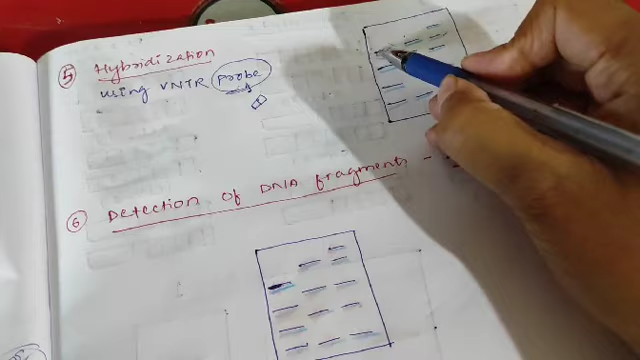 5 Hybridization
using VNTR Probe
6 Detection of DNA fragments -